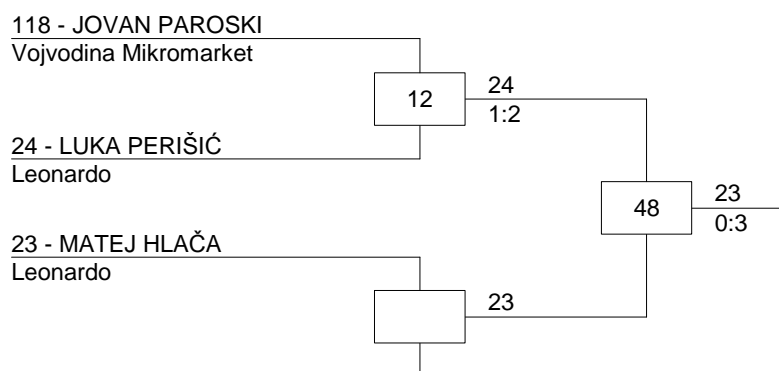 118 - JOVAN PAROSKI
Vojvodina Mikromarket
12
24
1:2
24 - LUKA PERIŠIĆ
Leonardo
48
23
0:3
23 - MATEJ HLAČA
Leonardo
23